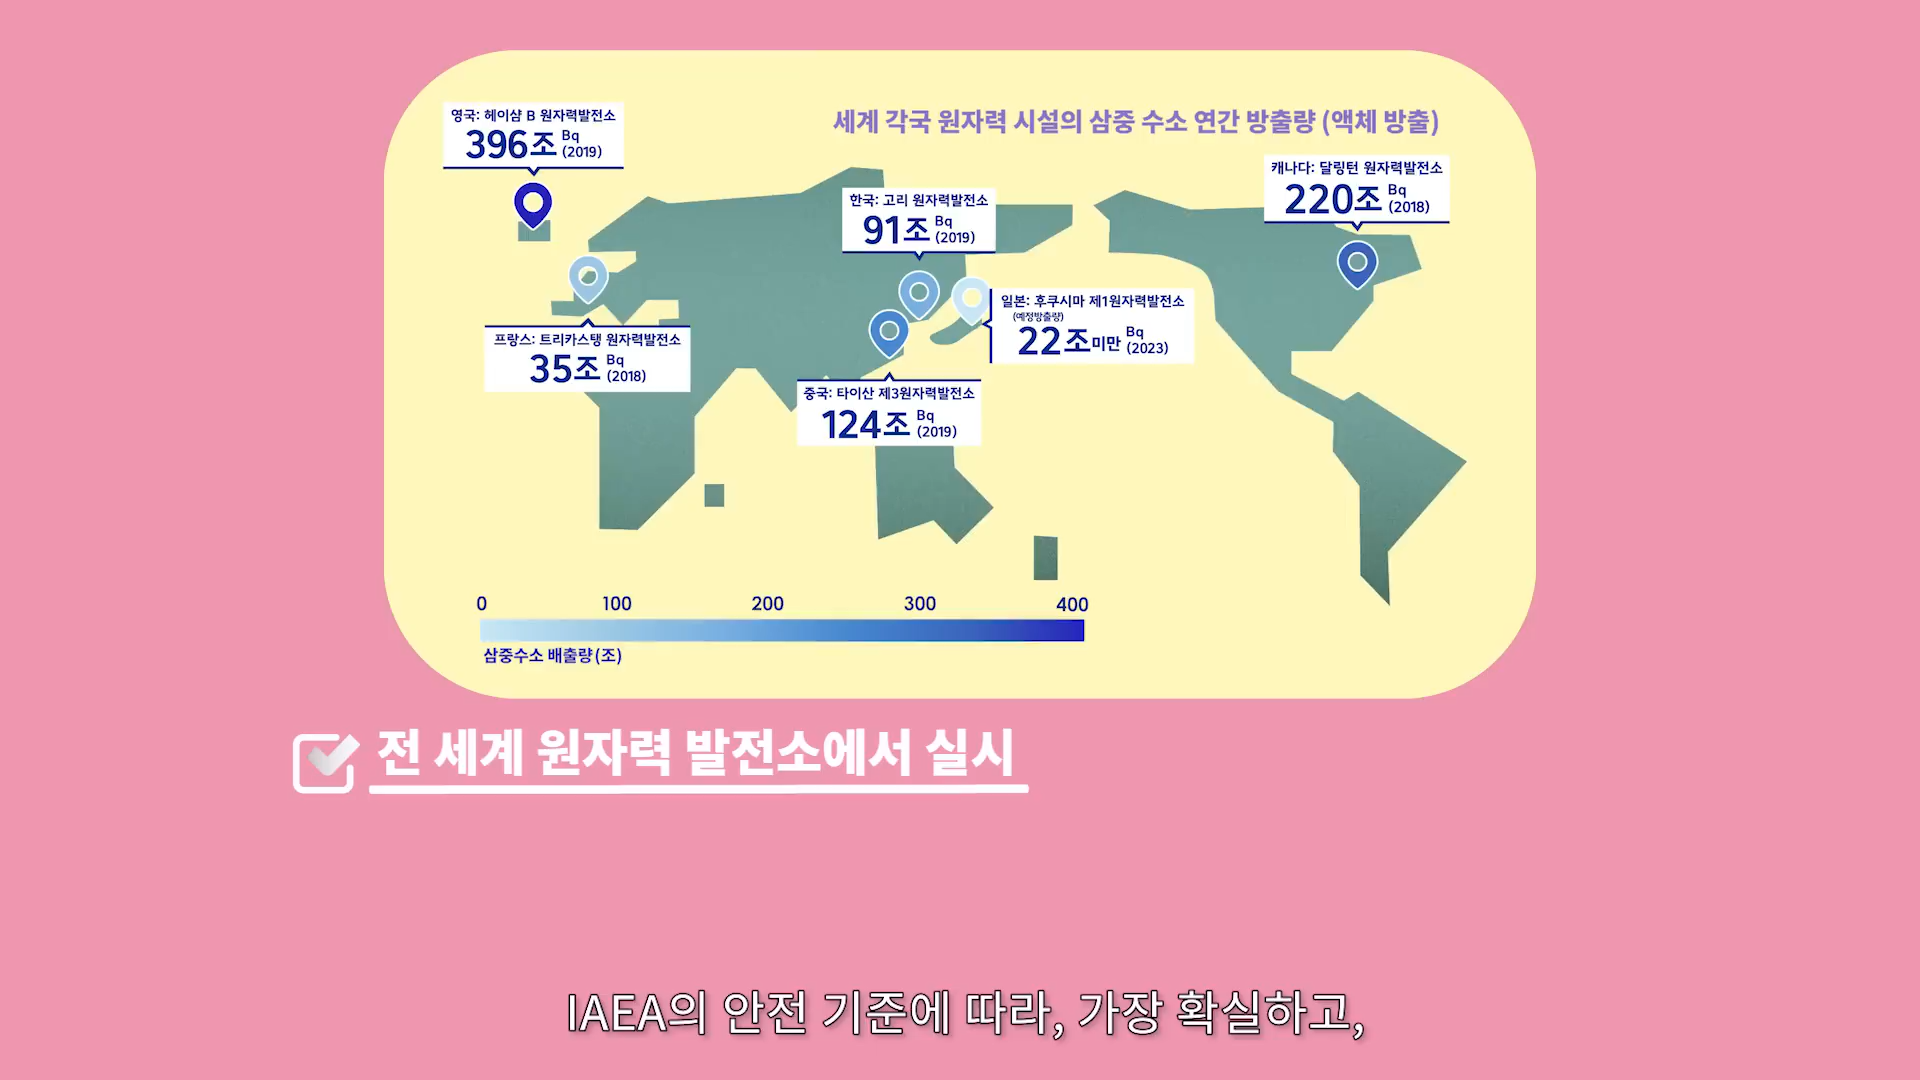 세계 각국 원자력 시설의 삼중 수소 연간 방출량 (액체 방출)
영국: 헤이샴 B 원자력발전소
396조 Bq
(2019)
프랑스: 트리카스탱 원자력발전소
35조 Bq
(2018)
한국: 고리 원자력발전소
91조 Bq
(2019)
일본: 후쿠시마 제1원자력발전소
(예정방출량)
22조미만 Bq
(2023)
중국: 타이산 제3원자력발전소
124조 Bq
(2019)
캐나다: 달링턴 원자력발전소
220조 Bq
(2018)
0 100 200 300 400
삼중수소 배출량(조)
전 세계 원자력 발전소에서 실시
IAEA의 안전 기준에 따라, 가장 확실하고,